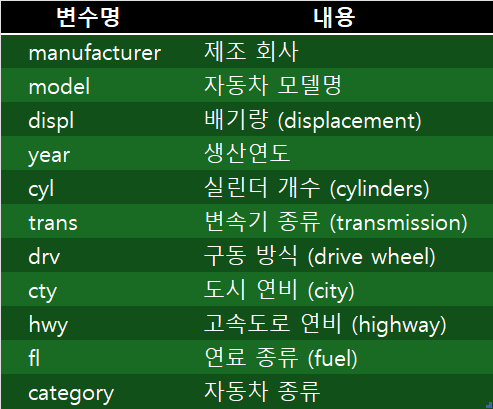 변수명 내용
manufacturer 제조 회사
model 자동차 모델명
displ 배기량 (displacement)
year 생산연도
cyl 실린더 개수 (cylinders)
trans 변속기 종류 (transmission)
drv 구동 방식 (drive wheel)
cty 도시 연비 (city)
hwy 고속도로 연비 (highway)
fl 연료 종류 (fuel)
category 자동차 종류